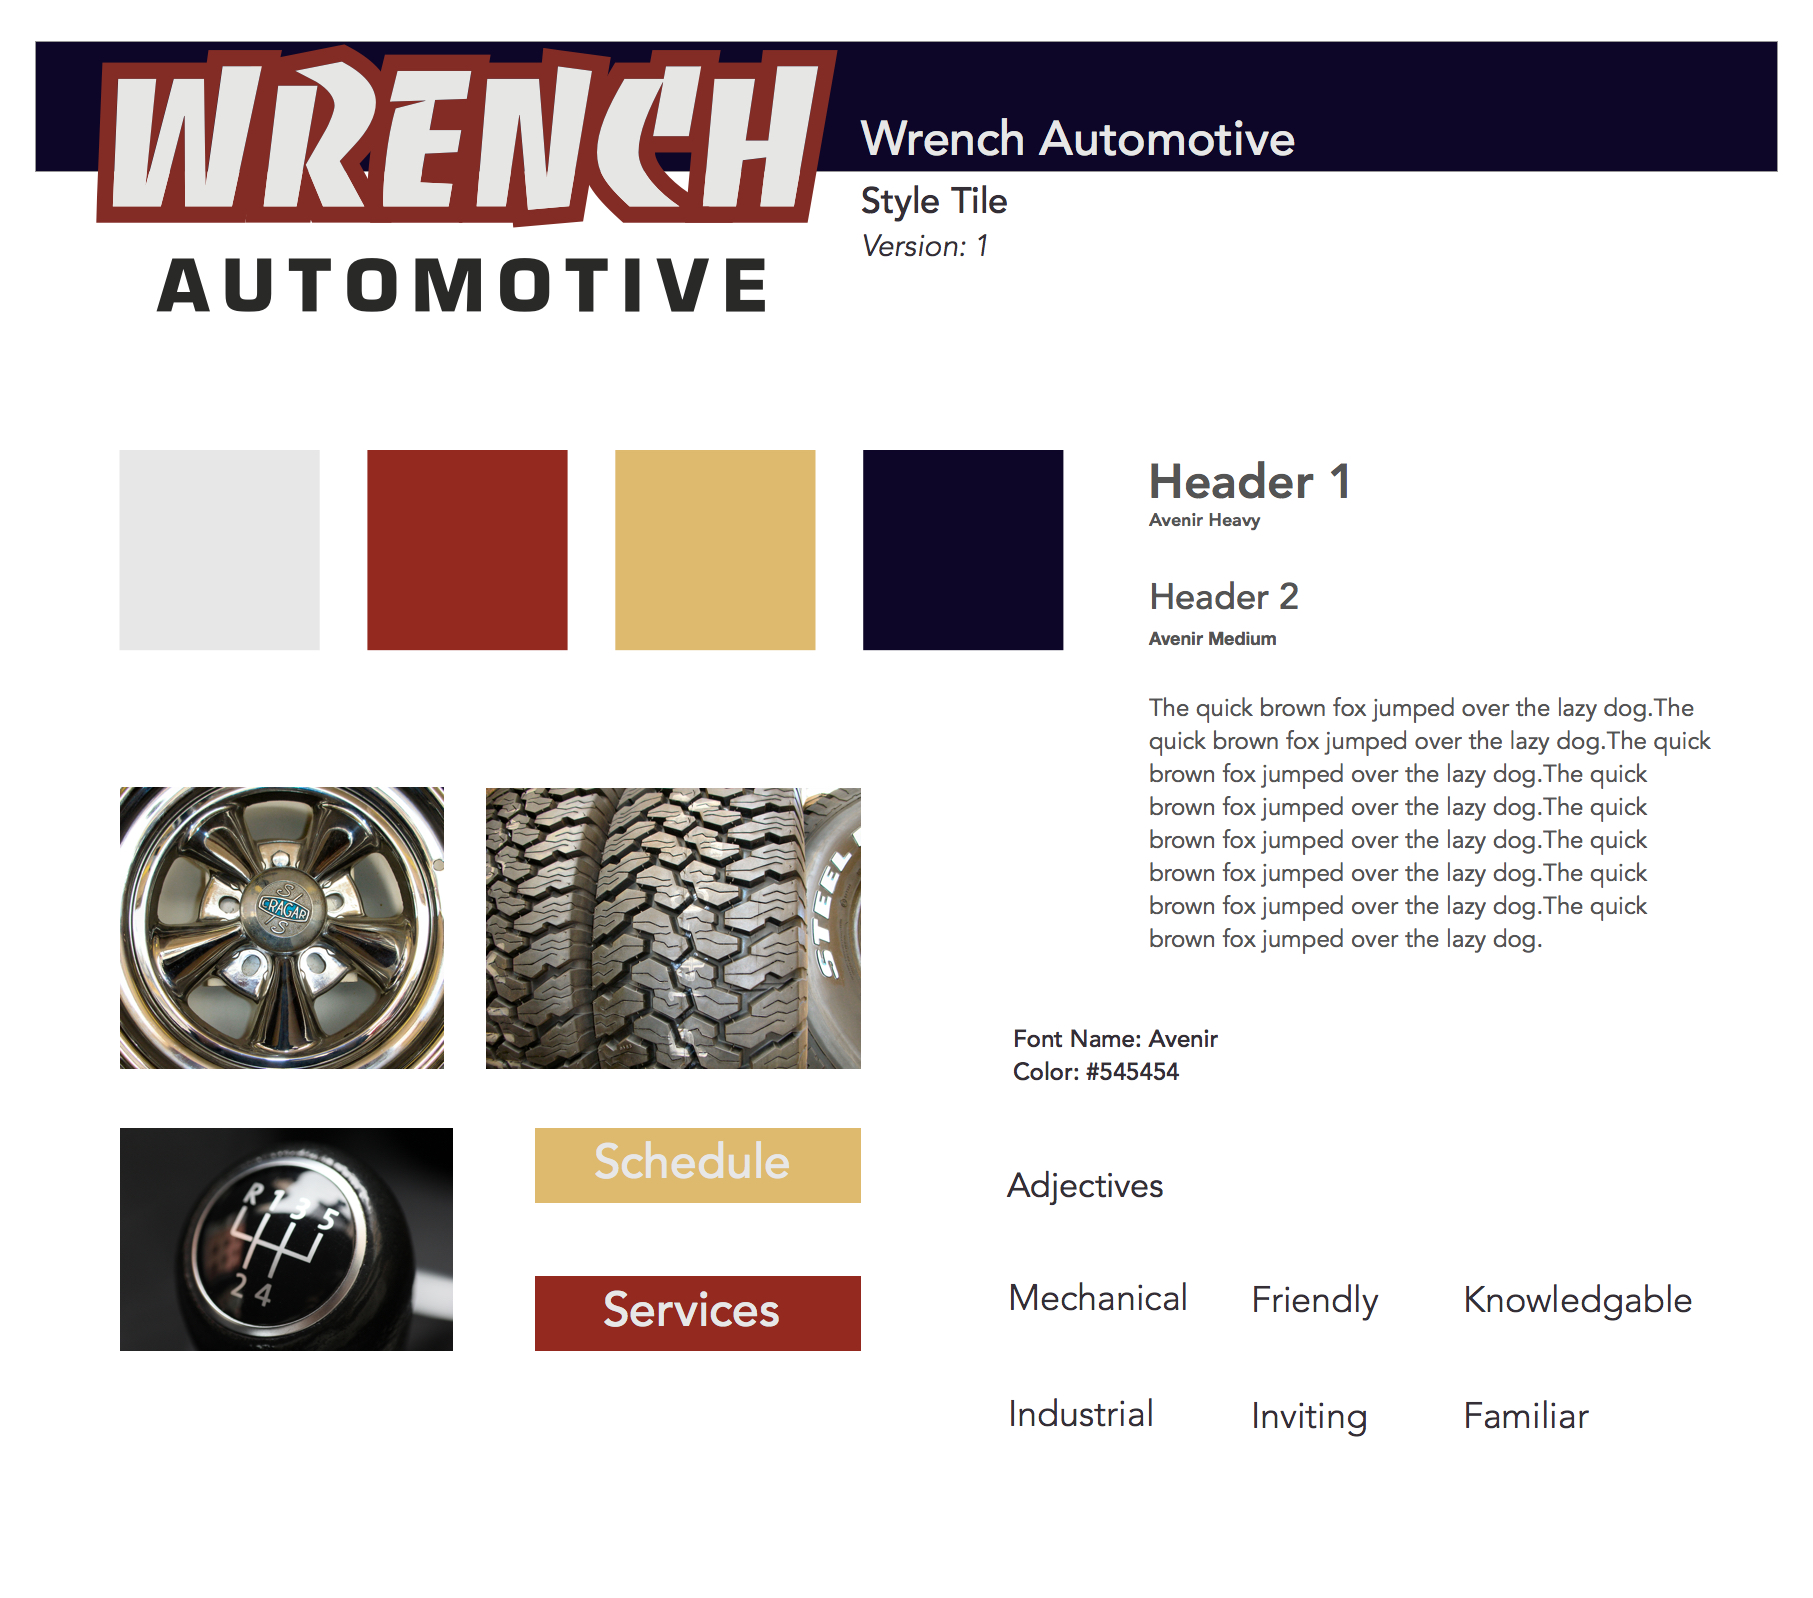 WRENCH
AUTOMOTIVE
Wrench Automotive
Style Tile
Version: 1
Header 1
Avenir Heavy
Header 2
Avenir Medium
The quick brown fox jumped over the lazy dog.The
quick brown fox jumped over the lazy dog.The quick
brown fox jumped over the lazy dog.The quick
brown fox jumped over the lazy dog.The quick
brown fox jumped over the lazy dog.The quick
brown fox jumped over the lazy dog.The quick
brown fox jumped over the lazy dog.The quick
brown fox jumped over the lazy dog.
S/S
CRAGAR
STEEL
Font Name: Avenir
Color: #545454
R 1 3 5
2 4
Schedule
Services
Adjectives
Mechanical Friendly Knowledgable
Industrial Inviting Familiar